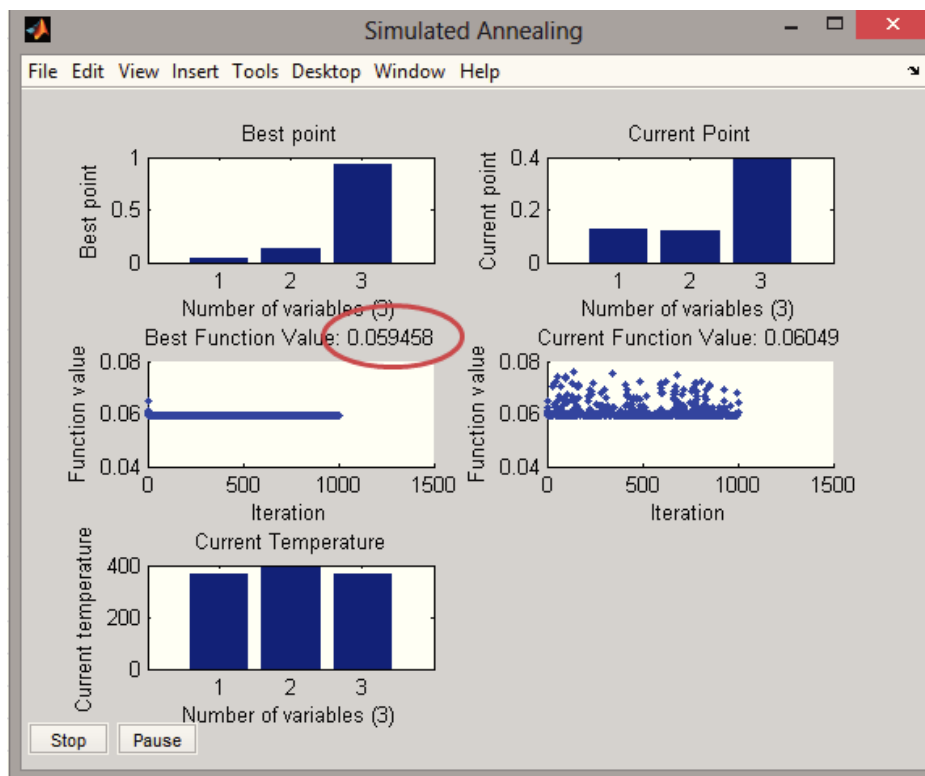 Simulated Annealing
File Edit View Insert Tools Desktop Window Help
Best point
Best point
1
0.5
0
1 2 3
Number of variables (3)
Current Point
Current point
0.4
0.2
0
1 2 3
Number of variables (3)
Best Function Value: 0.059458
Function value
0.08
0.06
0.04
0 500 1000 1500
Iteration
Current Function Value: 0.06049
Function value
0.08
0.06
0.04
0 500 1000 1500
Iteration
Current Temperature
Current temperature
400
200
0
1 2 3
Number of variables (3)
Stop Pause